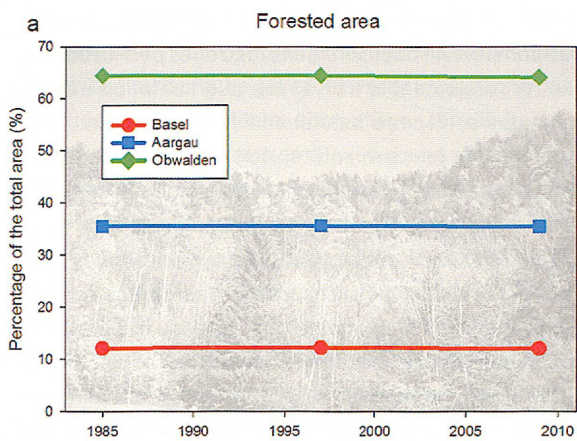 a
Forested area
Percentage of the total area (%)
70
60
50
40
30
20
10
0
Basel
Aargau
Obwalden
1985
1990
1995
2000
2005
2010